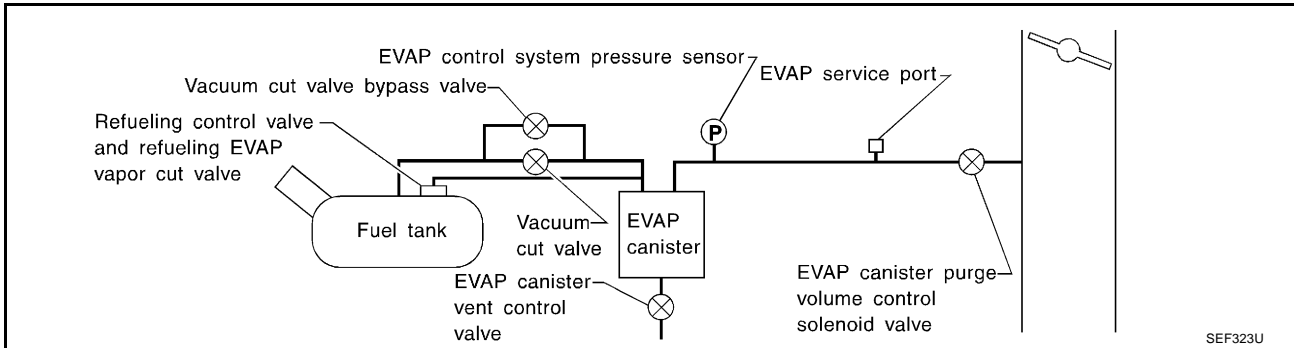 EVAP control system pressure sensor
EVAP service port
Vacuum cut valve bypass valve
Refueling control valve
and refueling EVAP
vapor cut valve
P
Fuel tank
Vacuum
cut valve
EVAP
canister
EVAP canister
vent control
valve
EVAP canister purge
volume control
solenoid valve
SEF323U